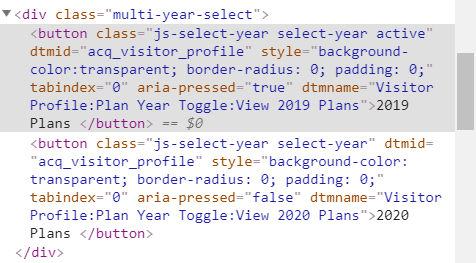 ▼<div class="multi-year-select">
<button class="js-select-year select-year active"
dtmid="acq_visitor_profile" style="background-
color:transparent; border-radius: 0; padding: 0;"
tabindex="0" aria-pressed="true" dtmname="Visitor
Profile:Plan Year Toggle:View 2019 Plans">2019
Plans </button> == $0
<button class="js-select-year select-year" dtmid=
"acq_visitor_profile" style="background-color:
transparent; border-radius: 0; padding: 0;"
tabindex="0" aria-pressed="false" dtmname="Visitor
Profile:Plan Year Toggle:View 2020 Plans">2020
Plans </button>
</div>